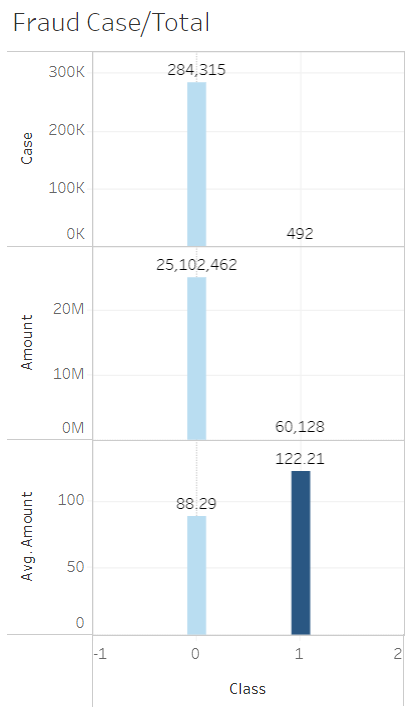 Fraud Case/Total
300K
284,315
200K
Case
100K
0K
492
25,102,462
20M
Amount
10M
0M
60,128
122.21
100
88.29
Avg. Amount
50
0
-1 0 1 2
Class